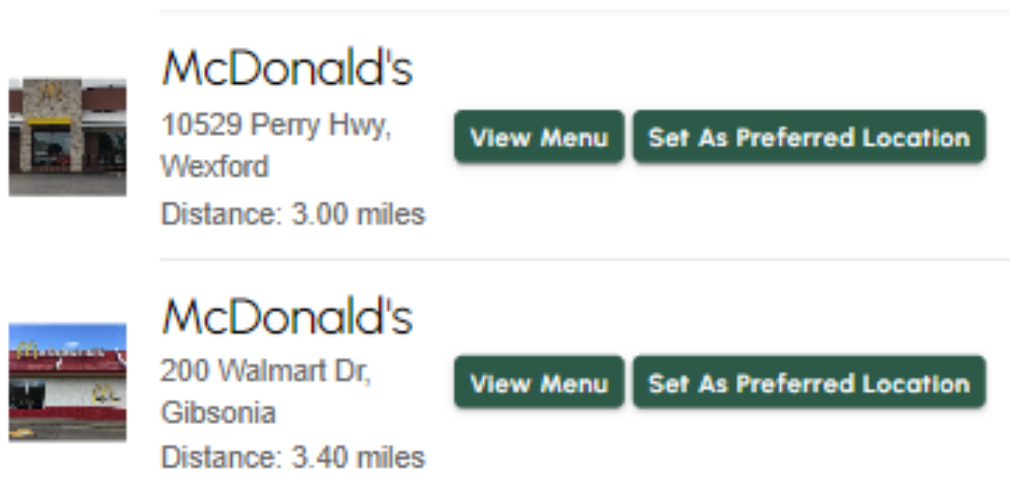 McDonald's
10529 Perry Hwy,
Wexford
Distance: 3.00 miles
View Menu
Set As Preferred Location
McDonald's
200 Walmart Dr,
Gibsonia
Distance: 3.40 miles
View Menu
Set As Preferred Location